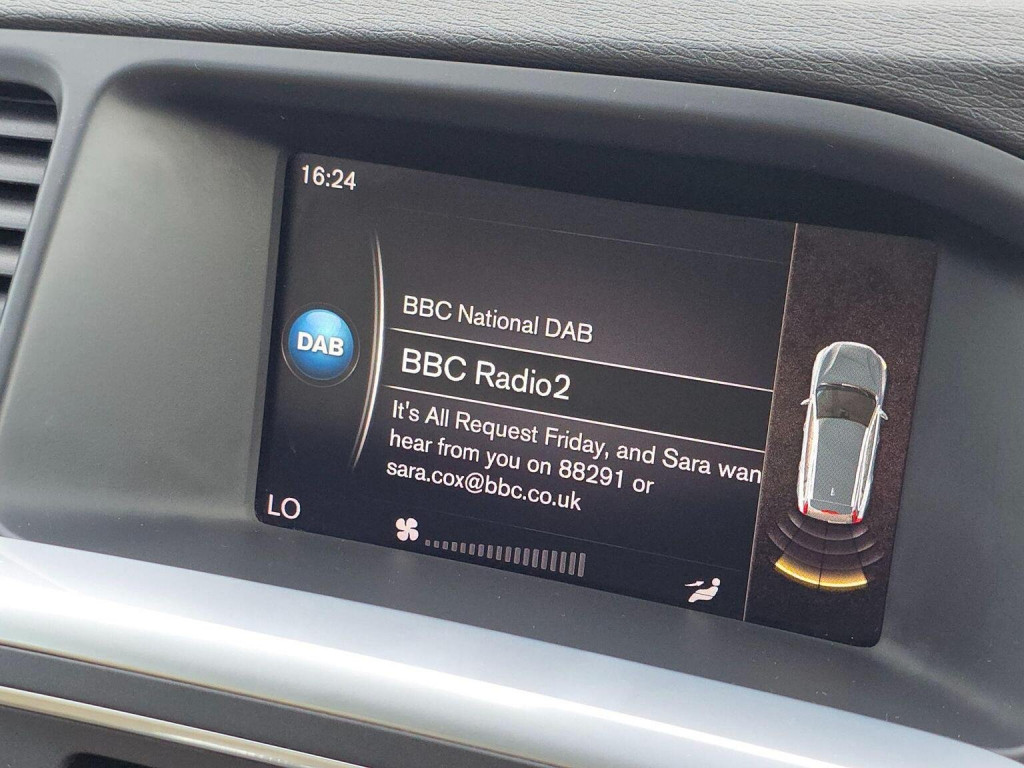 16:24
DAB
BBC National DAB
BBC Radio2
It's All Request Friday, and Sara wan
hear from you on 88291 or
sara.cox@bbc.co.uk
LO